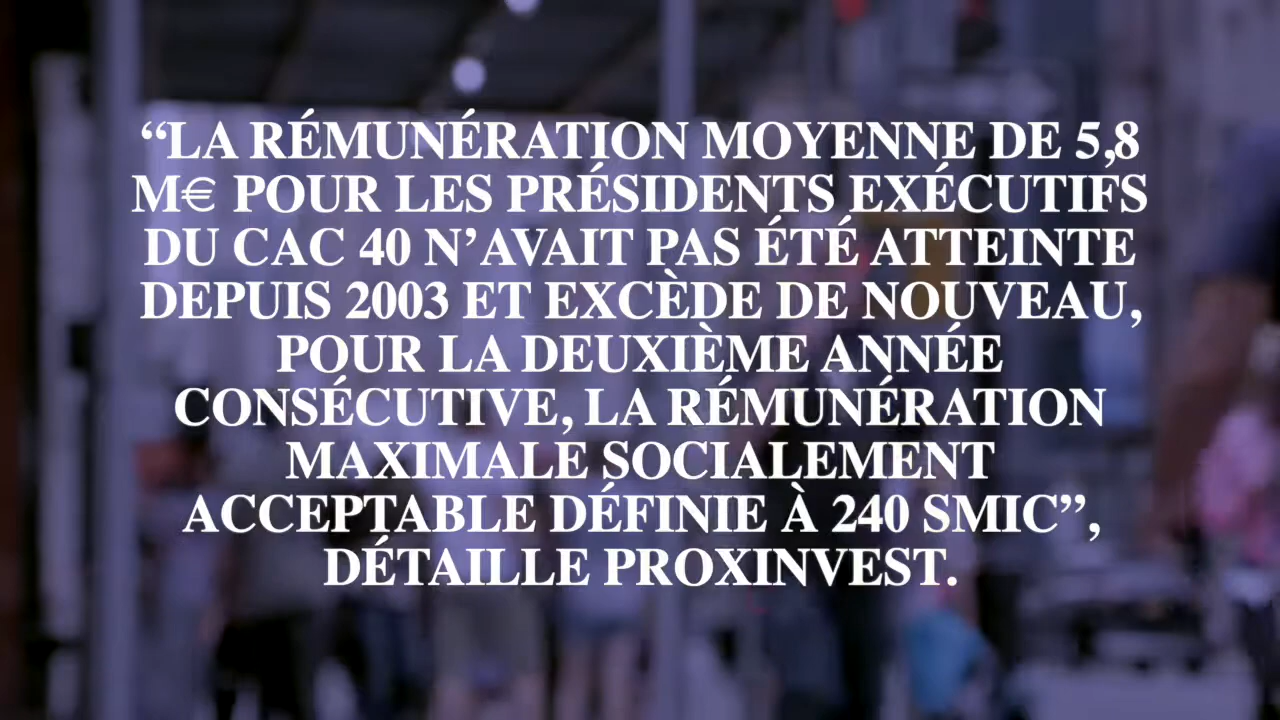 “LA RÉMUNÉRATION MOYENNE DE 5,8
M€ POUR LES PRÉSIDENTS EXÉCUTIFS
DU CAC 40 N’AVAIT PAS ÉTÉ ATTEINTE
DEPUIS 2003 ET EXCÈDE DE NOUVEAU,
POUR LA DEUXIÈME ANNÉE
CONSÉCUTIVE, LA RÉMUNÉRATION
MAXIMALE SOCIALEMENT
ACCEPTABLE DÉFINIE À 240 SMIC”,
DÉTAILLE PROXINVEST.